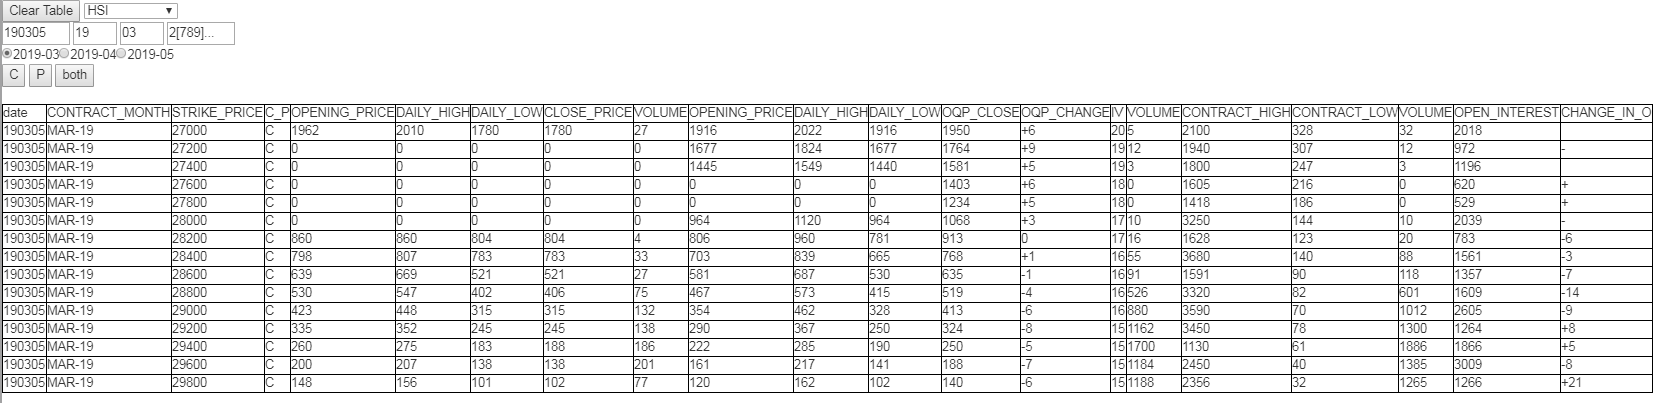 Clear Table HSI
190305 19 03 2[789]...
2019-03 2019-04 2019-05
C P both
date CONTRACT_MONTH STRIKE_PRICE C_P OPENING_PRICE DAILY_HIGH DAILY_LOW CLOSE_PRICE VOLUME OPENING_PRICE DAILY_HIGH DAILY_LOW OQP_CLOSE OQP_CHANGE IV VOLUME CONTRACT_HIGH CONTRACT_LOW VOLUME OPEN_INTEREST CHANGE_IN_O
190305 MAR-19 27000 C 1962 2010 1780 1780 27 1916 2022 1916 1950 +6 20 5 2100 328 32 2018
190305 MAR-19 27200 C 0 0 0 0 0 1677 1824 1677 1764 +9 19 12 1940 307 12 972 -
190305 MAR-19 27400 C 0 0 0 0 0 1445 1549 1440 1581 +5 19 3 1800 247 3 1196
190305 MAR-19 27600 C 0 0 0 0 0 0 0 0 1403 +6 18 0 1605 216 0 620 +
190305 MAR-19 27800 C 0 0 0 0 0 0 0 0 1234 +5 18 0 1418 186 0 529 +
190305 MAR-19 28000 C 0 0 0 0 0 964 1120 964 1068 +3 17 10 3250 144 10 2039 -
190305 MAR-19 28200 C 860 860 804 804 4 806 960 781 913 0 17 16 1628 123 20 783 -6
190305 MAR-19 28400 C 798 807 783 783 33 703 839 665 768 +1 16 55 3680 140 88 1561 -3
190305 MAR-19 28600 C 639 669 521 521 27 581 687 530 635 -1 16 91 1591 90 118 1357 -7
190305 MAR-19 28800 C 530 547 402 406 75 467 573 415 519 -4 16 526 3320 82 601 1609 -14
190305 MAR-19 29000 C 423 448 315 315 132 354 462 328 413 -6 16 880 3590 70 1012 2605 -9
190305 MAR-19 29200 C 335 352 245 245 138 290 367 250 324 -8 15 1162 3450 78 1300 1264 +8
190305 MAR-19 29400 C 260 275 183 188 186 222 285 190 250 -5 15 1700 1130 61 1886 1866 +5
190305 MAR-19 29600 C 200 207 138 138 201 161 217 141 188 -7 15 1184 2450 40 1385 3009 -8
190305 MAR-19 29800 C 148 156 101 102 77 120 162 102 140 -6 15 1188 2356 32 1265 1266 +21